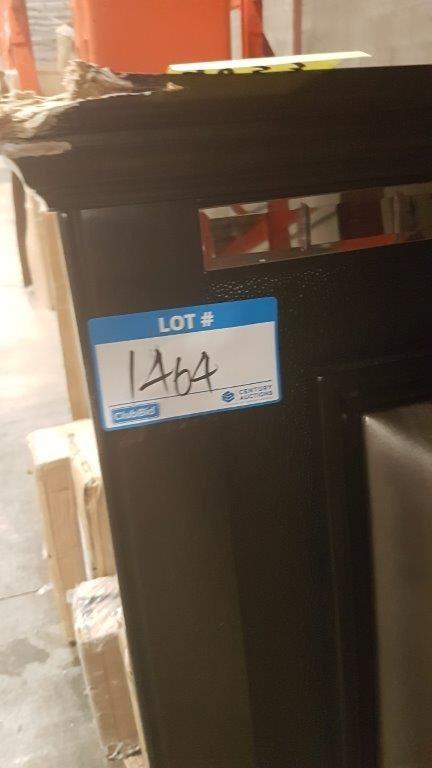 LOT #
1464
ClubBid
CENTURY
AUCTIONS